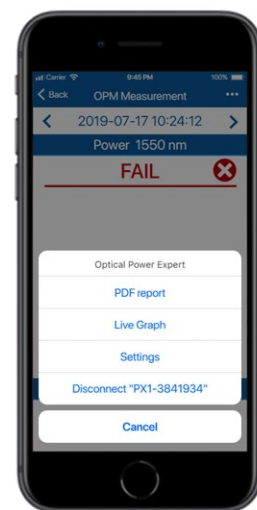 Carrier 9:45 PM 100%
Back OPM Measurement ...
2019-07-17 10:24:12
Power 1550 nm
FAIL
Optical Power Expert
PDF report
Live Graph
Settings
Disconnect "PX1-3841934"
Cancel